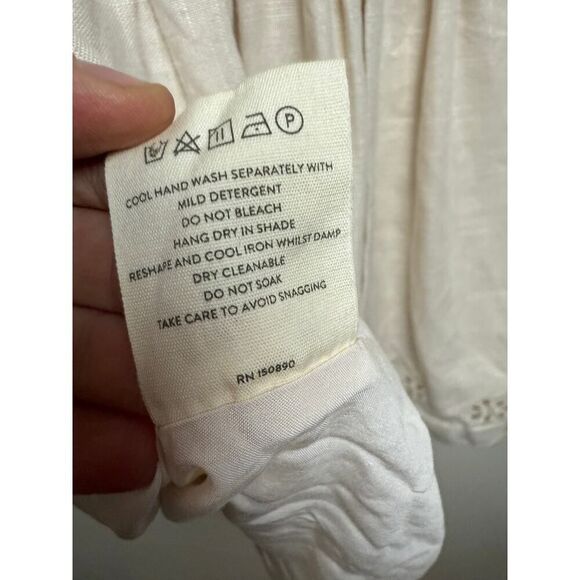 P
COOL HAND WASH SEPARATELY WITH
MILD DETERGENT
DO NOT BLEACH
HANG DRY IN SHADE
RESHAPE AND COOL IRON WHILST DAMP
DRY CLEANABLE
DO NOT SOAK
TAKE CARE TO AVOID SNAGGING
RN 150890